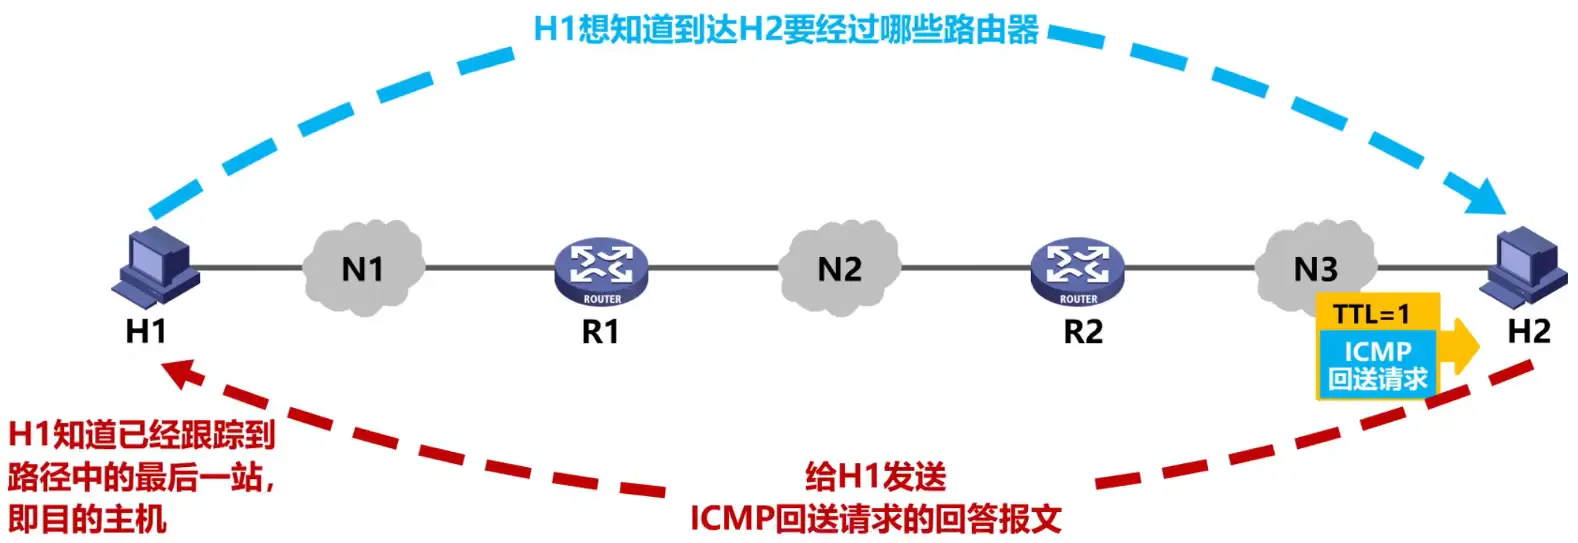 H1想知道到达H2要经过哪些路由器
N1
N2
N3
ROUTER
ROUTER
H1
R1
R2
H2
TTL=1
ICMP
回送请求
H1知道已经跟踪到
路径中的最后一站，
即目的主机
给H1发送
ICMP回送请求的回答报文